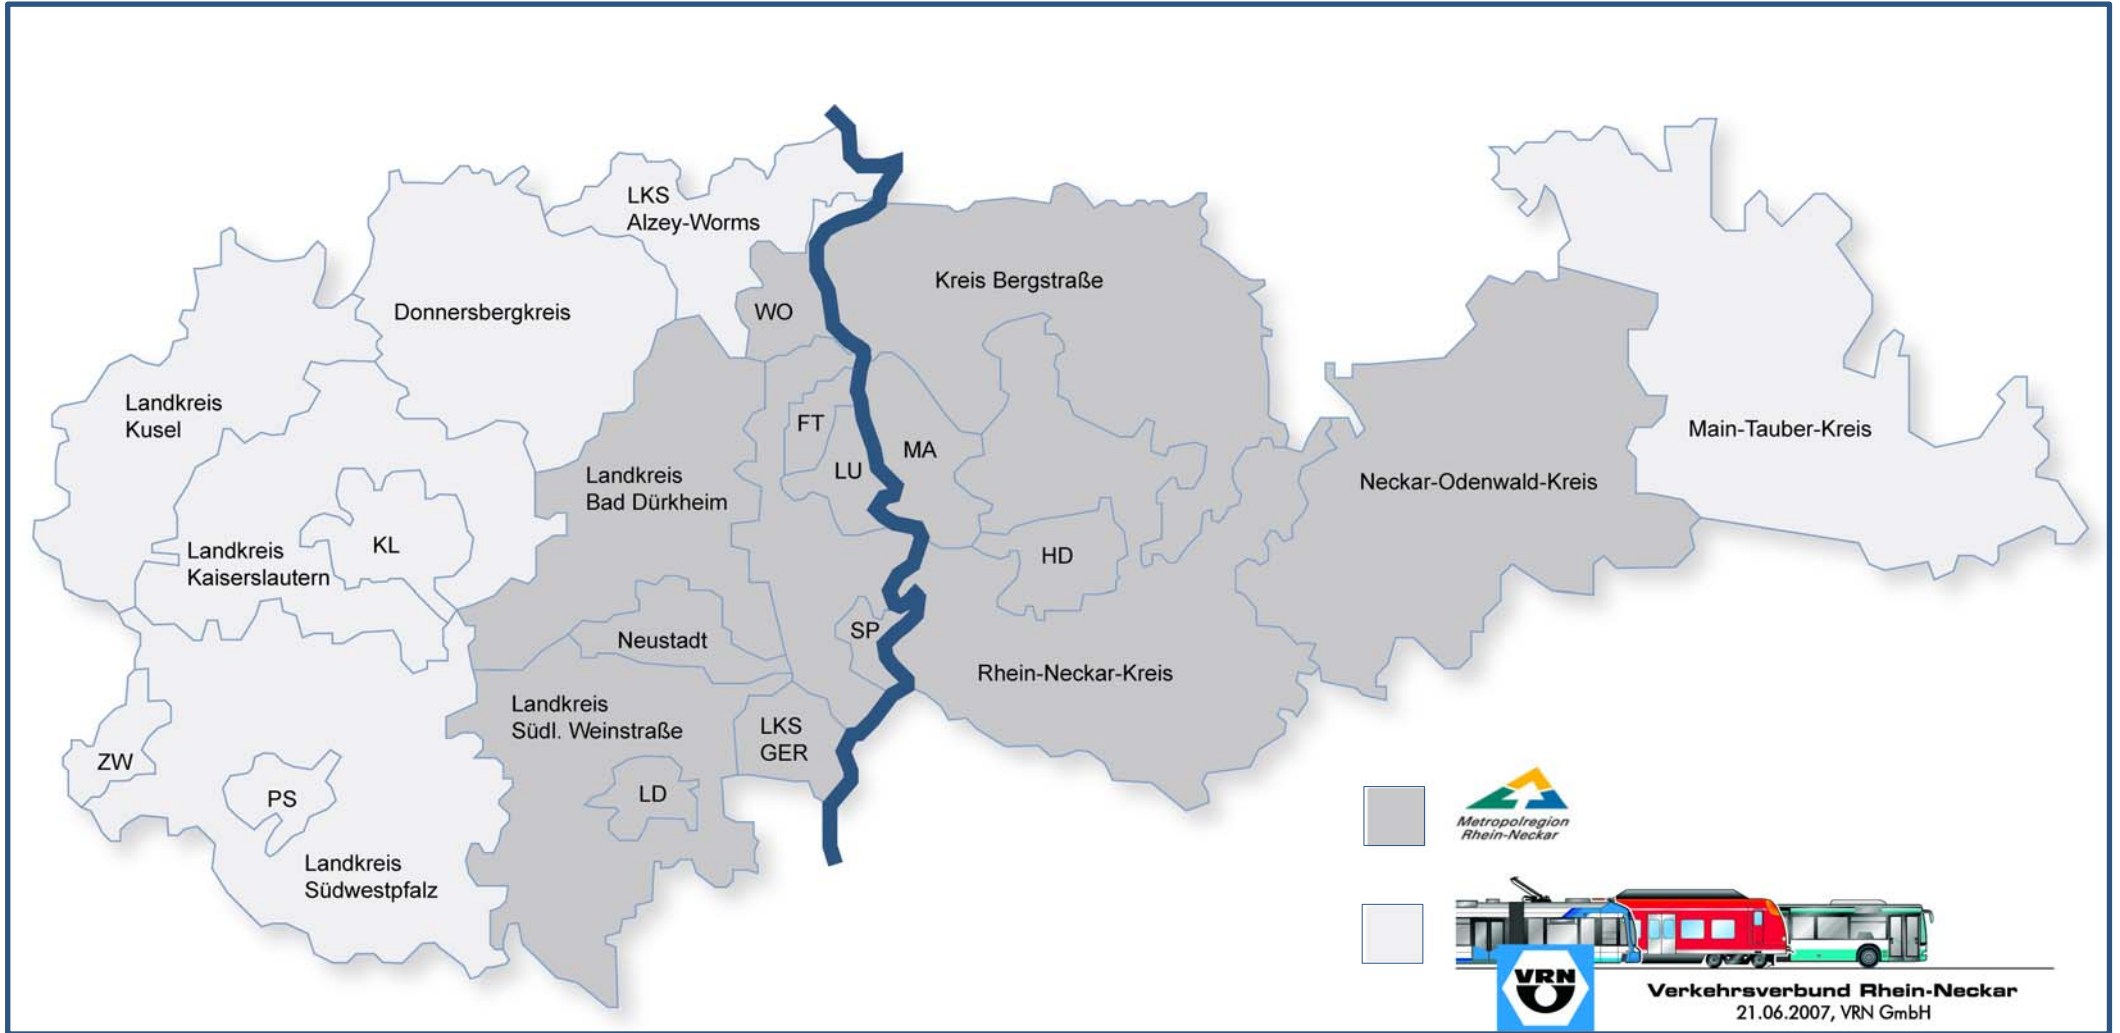 LKS
Alzey-Worms
Kreis Bergstraße
Donnersbergkreis
WO
Landkreis
Kusel
FT
MA
Main-Tauber-Kreis
LU
Landkreis
Bad Dürkheim
Neckar-Odenwald-Kreis
KL
Landkreis
Kaiserslautern
HD
Neustadt
SP
Rhein-Neckar-Kreis
Landkreis
Südl. Weinstraße
LKS
GER
ZW
PS
LD
Landkreis
Südwestpfalz
Metropolregion
Rhein-Neckar
VRN
Verkehrsverbund Rhein-Neckar
21.06.2007, VRN GmbH